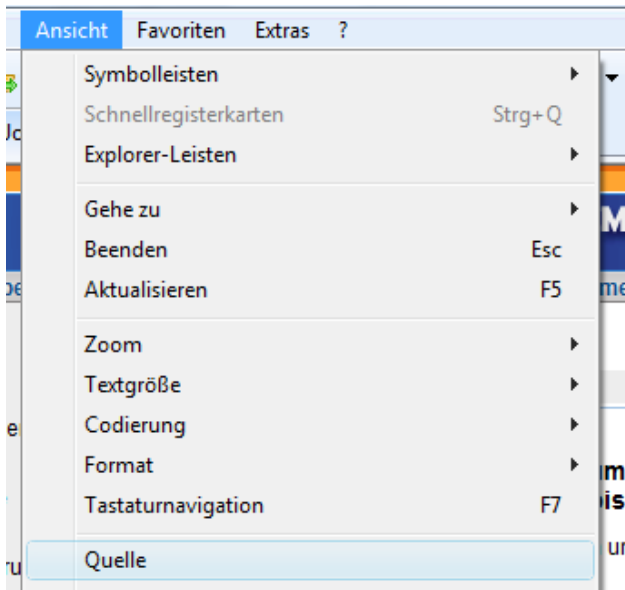 Ansicht Favoriten Extras ?
Symbolleisten
Schnellregisterkarten Strg+Q
Explorer-Leisten
Gehe zu
Beenden Esc
Aktualisieren F5
Zoom
Textgröße
Codierung
Format
Tastaturnavigation F7
Quelle